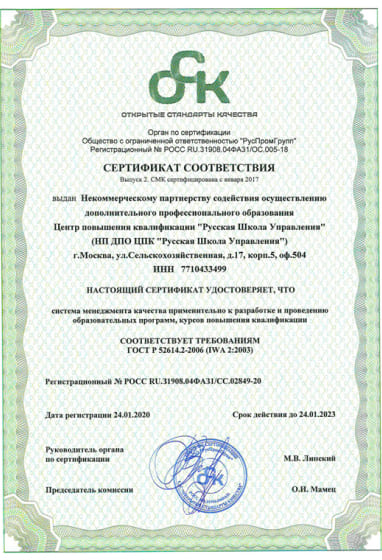 ОСК
ОТКРЫТЫЕ СТАНДАРТЫ КАЧЕСТВА
Орган по сертификации
Общество с ограниченной ответственностью "РусПромГрупп"
Регистрационный № РОСС RU.31908.04ФАЗ1/ОС.005-18
СЕРТИФИКАТ СООТВЕТСТВИЯ
Выпуск 2. СМК сертифицирована с января 2017
выдан Некоммерческому партнерству содействия осуществлению
дополнительного профессионального образования
Центр повышения квалификации "Русская Школа Управления"
(НП ДПО ЦПК "Русская Школа Управления")
г.Москва, ул.Сельскохозяйственная, д.17, корп.5, оф.504
ИНН 7710433499
НАСТОЯЩИЙ СЕРТИФИКАТ УДОСТОВЕРЯЕТ, ЧТО
система менеджмента качества применительно к разработке и проведению
образовательных программ, курсов повышения квалификации
СООТВЕТСТВУЕТ ТРЕБОВАНИЯМ
ГОСТ Р 52614.2-2006 (IWA 2:2003)
Регистрационный № РОСС RU.31908.04ФАЗ1/СС.02849-20
Дата регистрации 24.01.2020 Срок действия до 24.01.2023
Руководитель органа
по сертификации М.В. Липский
Председатель комиссии О.Н. Мамец